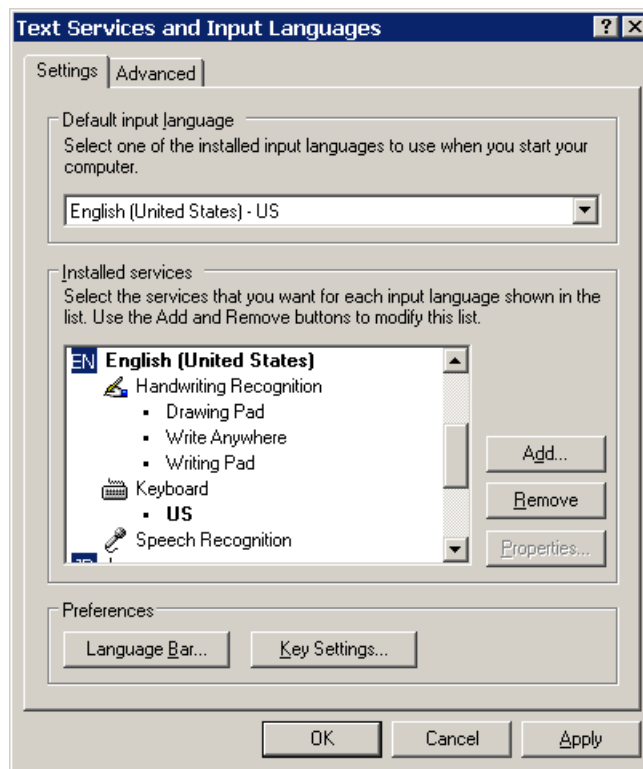 Text Services and Input Languages
Settings
Advanced
Default input language
Select one of the installed input languages to use when you start your
computer.
English (United States) - US
Installed services
Select the services that you want for each input language shown in the
list. Use the Add and Remove buttons to modify this list.
EN English (United States)
Handwriting Recognition
Drawing Pad
Write Anywhere
Writing Pad
Keyboard
US
Speech Recognition
Add...
Remove
Properties...
Preferences
Language Bar...
Key Settings...
OK
Cancel
Apply